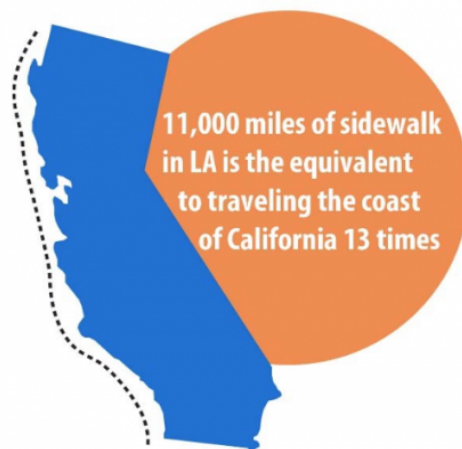 11,000 miles of sidewalk
in LA is the equivalent
to traveling the coast
of California 13 times